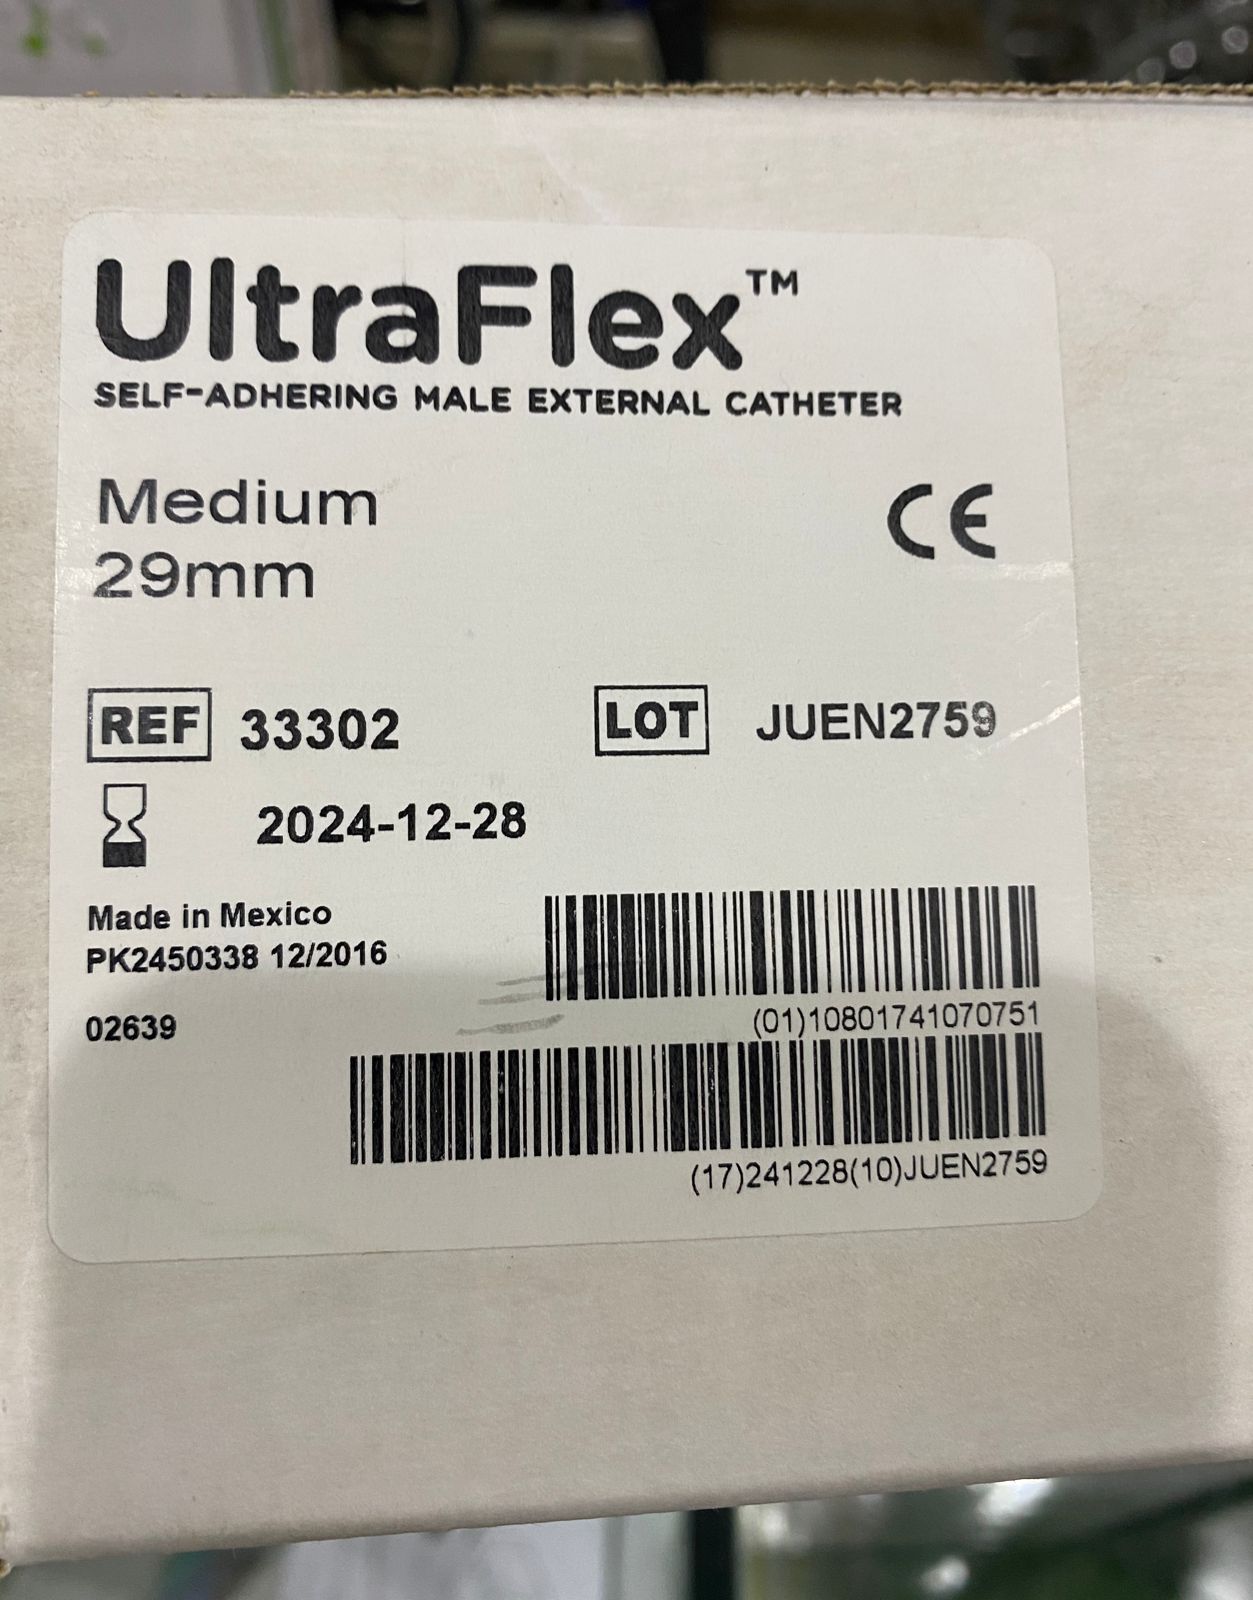 UltraFlex™
SELF-ADHERING MALE EXTERNAL CATHETER
Medium
29mm
CE
REF 33302
LOT JUEN2759
2024-12-28
Made in Mexico
PK2450338 12/2016
02639
(01)10801741070751
(17)241228(10)JUEN2759